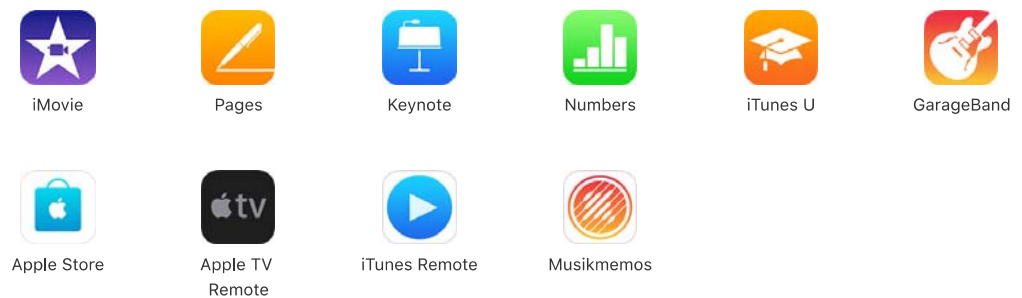 iMovie
Pages
Keynote
Numbers
iTunes U
GarageBand
tv
Apple Store
Apple TV
Remote
iTunes Remote
Musikmemos